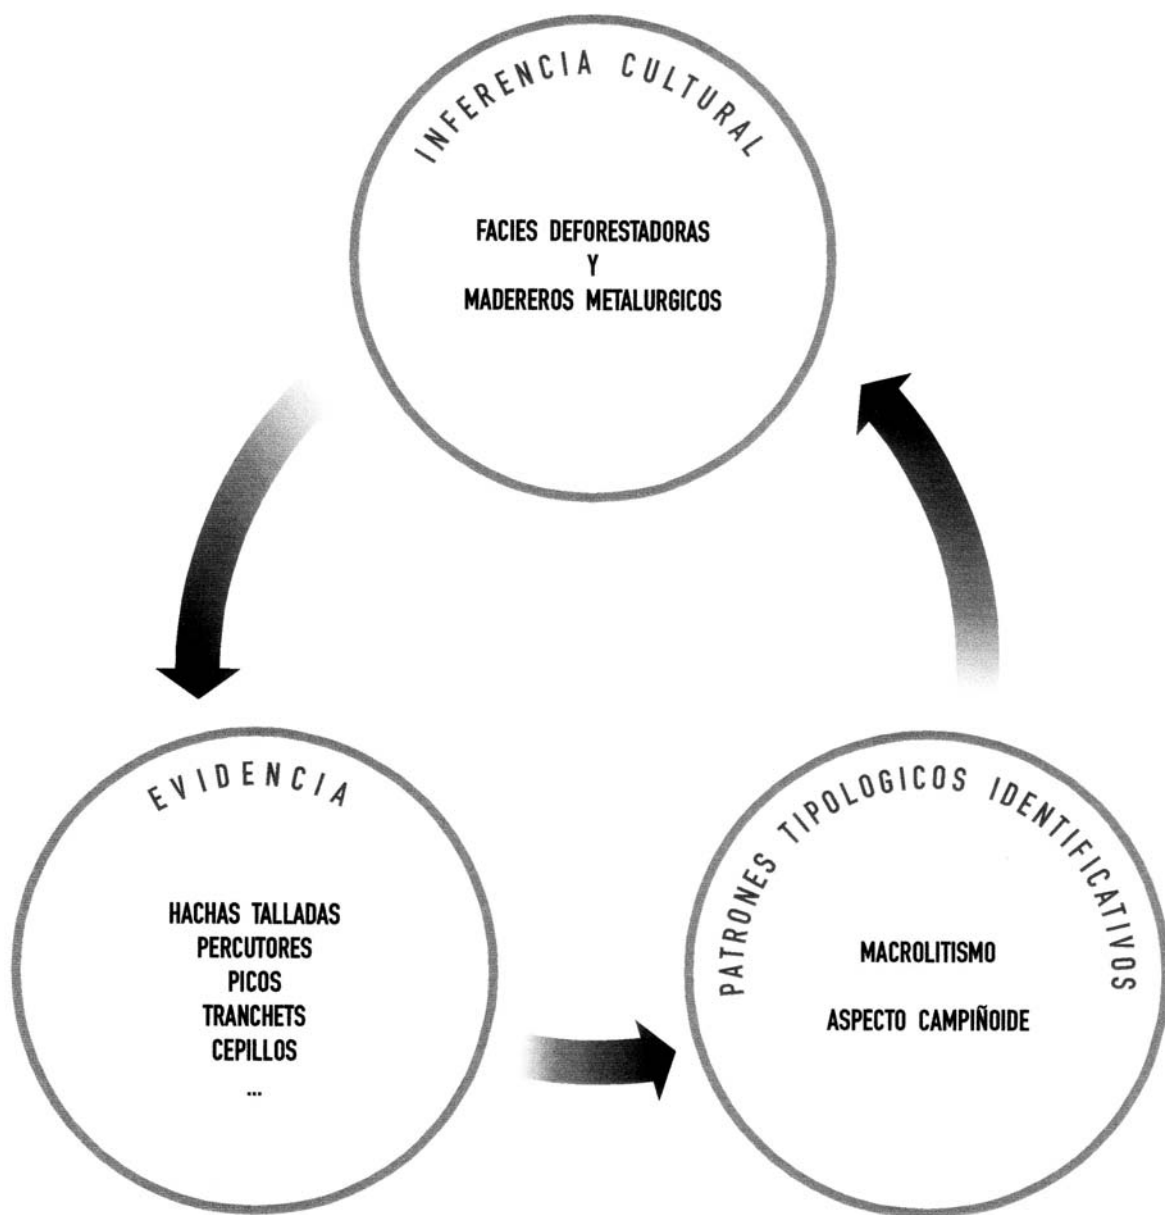 INFERENCIA CULTURAL
FACIES DEFORESTADORAS
Y
MADEREROS METALURGICOS
EVIDENCIA
HACHAS TALLADAS
PERCUTORES
PICOS
TRANCHETS
CEPILLOS
...
PATRONES TIPOLOGICOS IDENTIFICATIVOS
MACROLITISMO
ASPECTO CAMPIÑOIDE